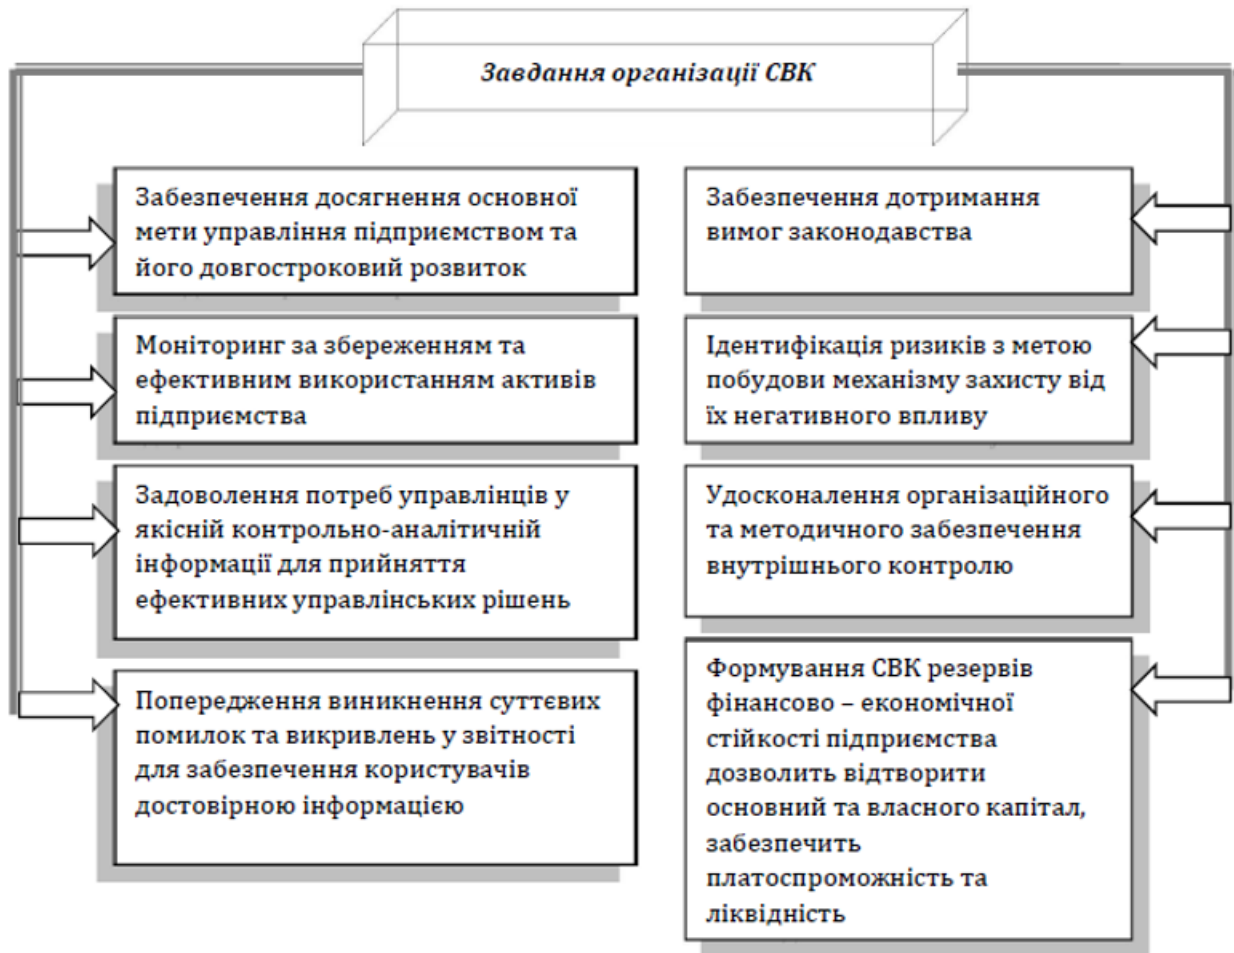 Завдання організації СВК
Забезпечення досягнення основної
мети управління підприємством та
його довгостроковий розвиток
Моніторинг за збереженням та
ефективним використанням активів
підприємства
Задоволення потреб управлінців у
якісній контрольно-аналітичній
інформації для прийняття
ефективних управлінських рішень
Попередження виникнення суттєвих
помилок та викривлень у звітності
для забезпечення користувачів
достовірною інформацією
Забезпечення дотримання
вимог законодавства
Ідентифікація ризиків з метою
побудови механізму захисту від
їх негативного впливу
Удосконалення організаційного
та методичного забезпечення
внутрішнього контролю
Формування СВК резервів
фінансово – економічної
стійкості підприємства
дозволить відтворити
основний та власного капітал,
забезпечить
платоспроможність та
ліквідність